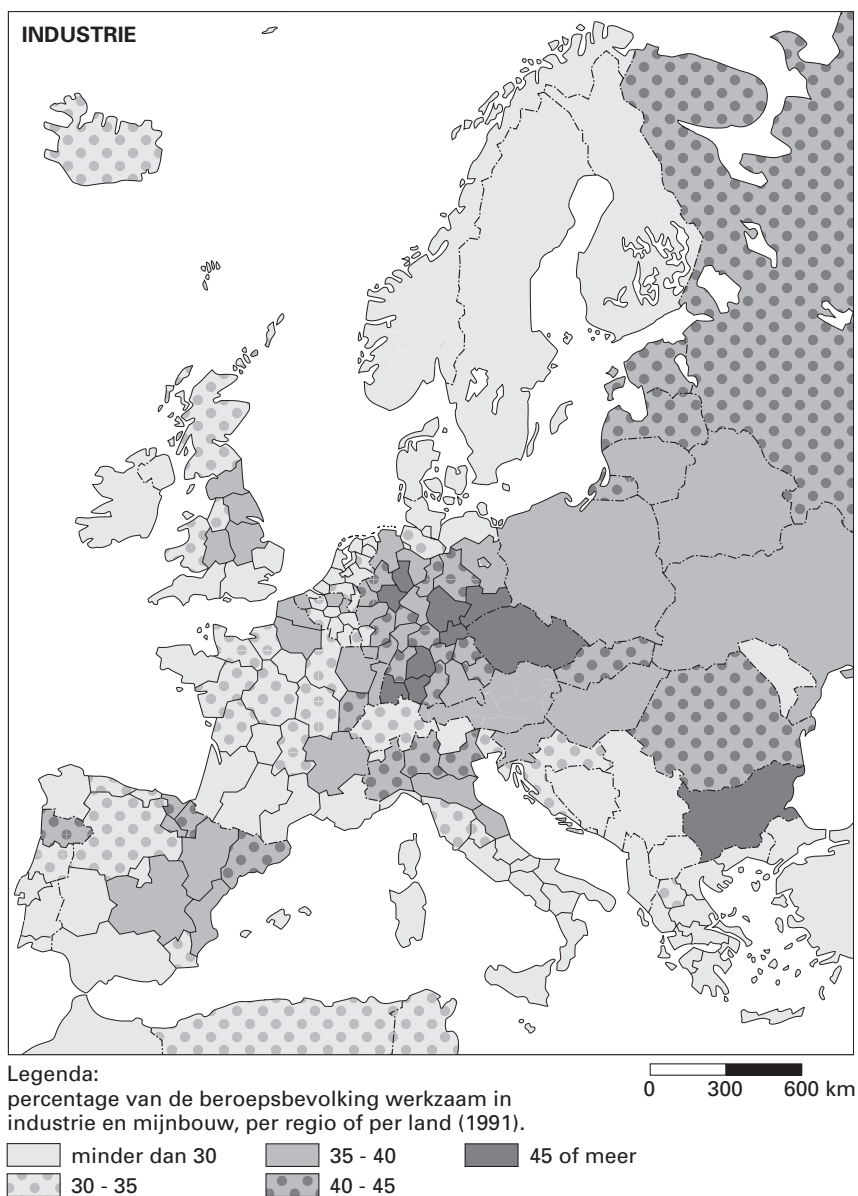 INDUSTRIE
Legenda:
percentage van de beroepsbevolking werkzaam in
industrie en mijnbouw, per regio of per land (1991).
0 300 600 km
minder dan 30
35 - 40
45 of meer
30 - 35
40 - 45